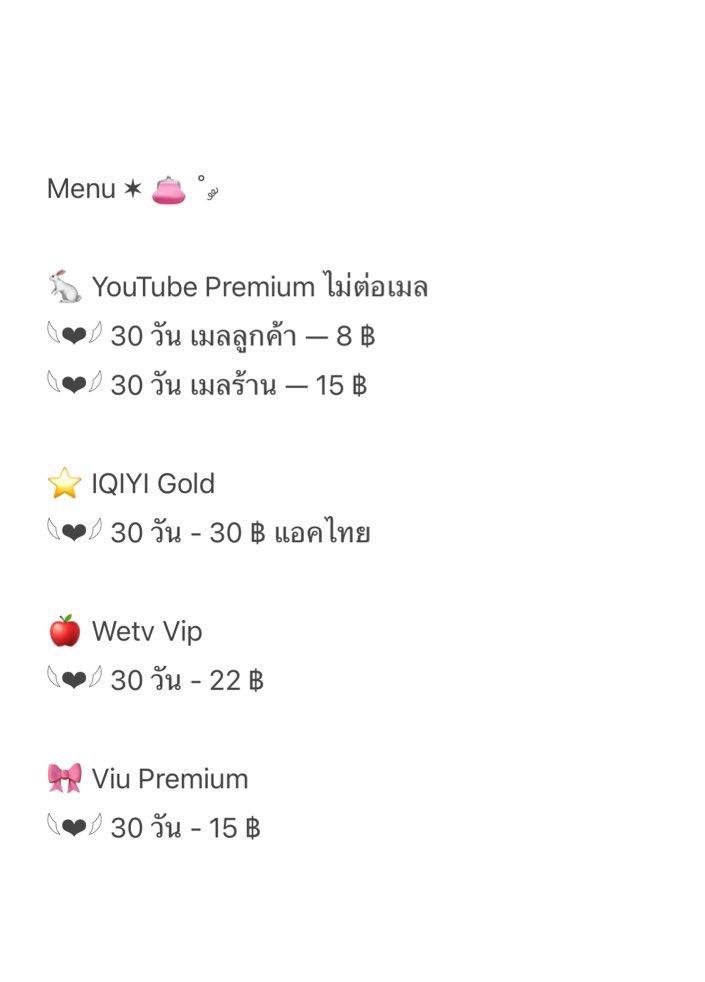 Menu ✶ 👛 ˚ ༘
🐇 YouTube Premium ไม่ต่อเมล
𓆩❤︎𓆪 30 วัน เมลลูกค้า — 8 ฿
𓆩❤︎𓆪 30 วัน เมลร้าน — 15 ฿
⭐ IQIYI Gold
𓆩❤︎𓆪 30 วัน - 30 ฿ แอคไทย
🍎 Wetv Vip
𓆩❤︎𓆪 30 วัน - 22 ฿
🎀 Viu Premium
𓆩❤︎𓆪 30 วัน - 15 ฿